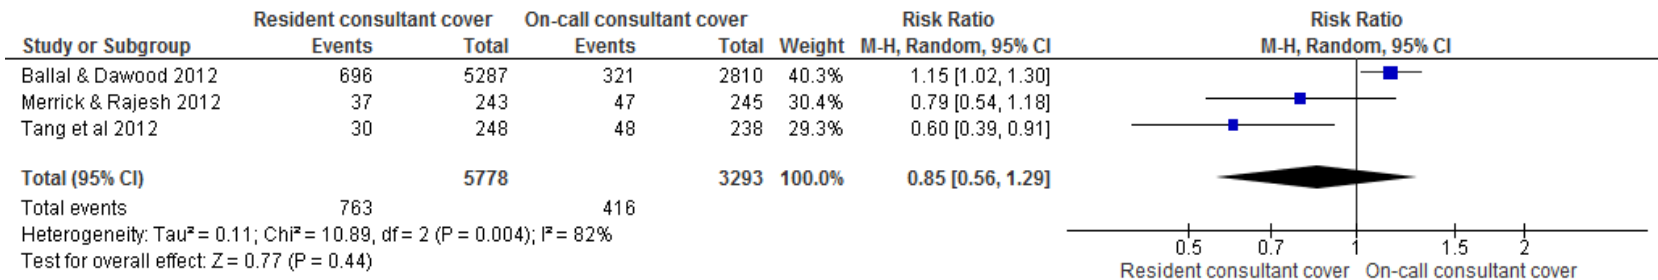 Resident consultant cover On-call consultant cover Risk Ratio Risk Ratio
Study or Subgroup Events Total Events Total Weight M-H, Random, 95% CI M-H, Random, 95% CI
Ballal & Dawood 2012 696 5287 321 2810 40.3% 1.15 [1.02, 1.30]
Merrick & Rajesh 2012 37 243 47 245 30.4% 0.79 [0.54, 1.18]
Tang et al 2012 30 248 48 238 29.3% 0.60 [0.39, 0.91]
Total (95% CI) 5778 3293 100.0% 0.85 [0.56, 1.29]
Total events 763 416
Heterogeneity: Tau² = 0.11; Chi² = 10.89, df = 2 (P = 0.004); I² = 82%
Test for overall effect: Z = 0.77 (P = 0.44)
0.5 0.7 1 1.5 2
Resident consultant cover On-call consultant cover